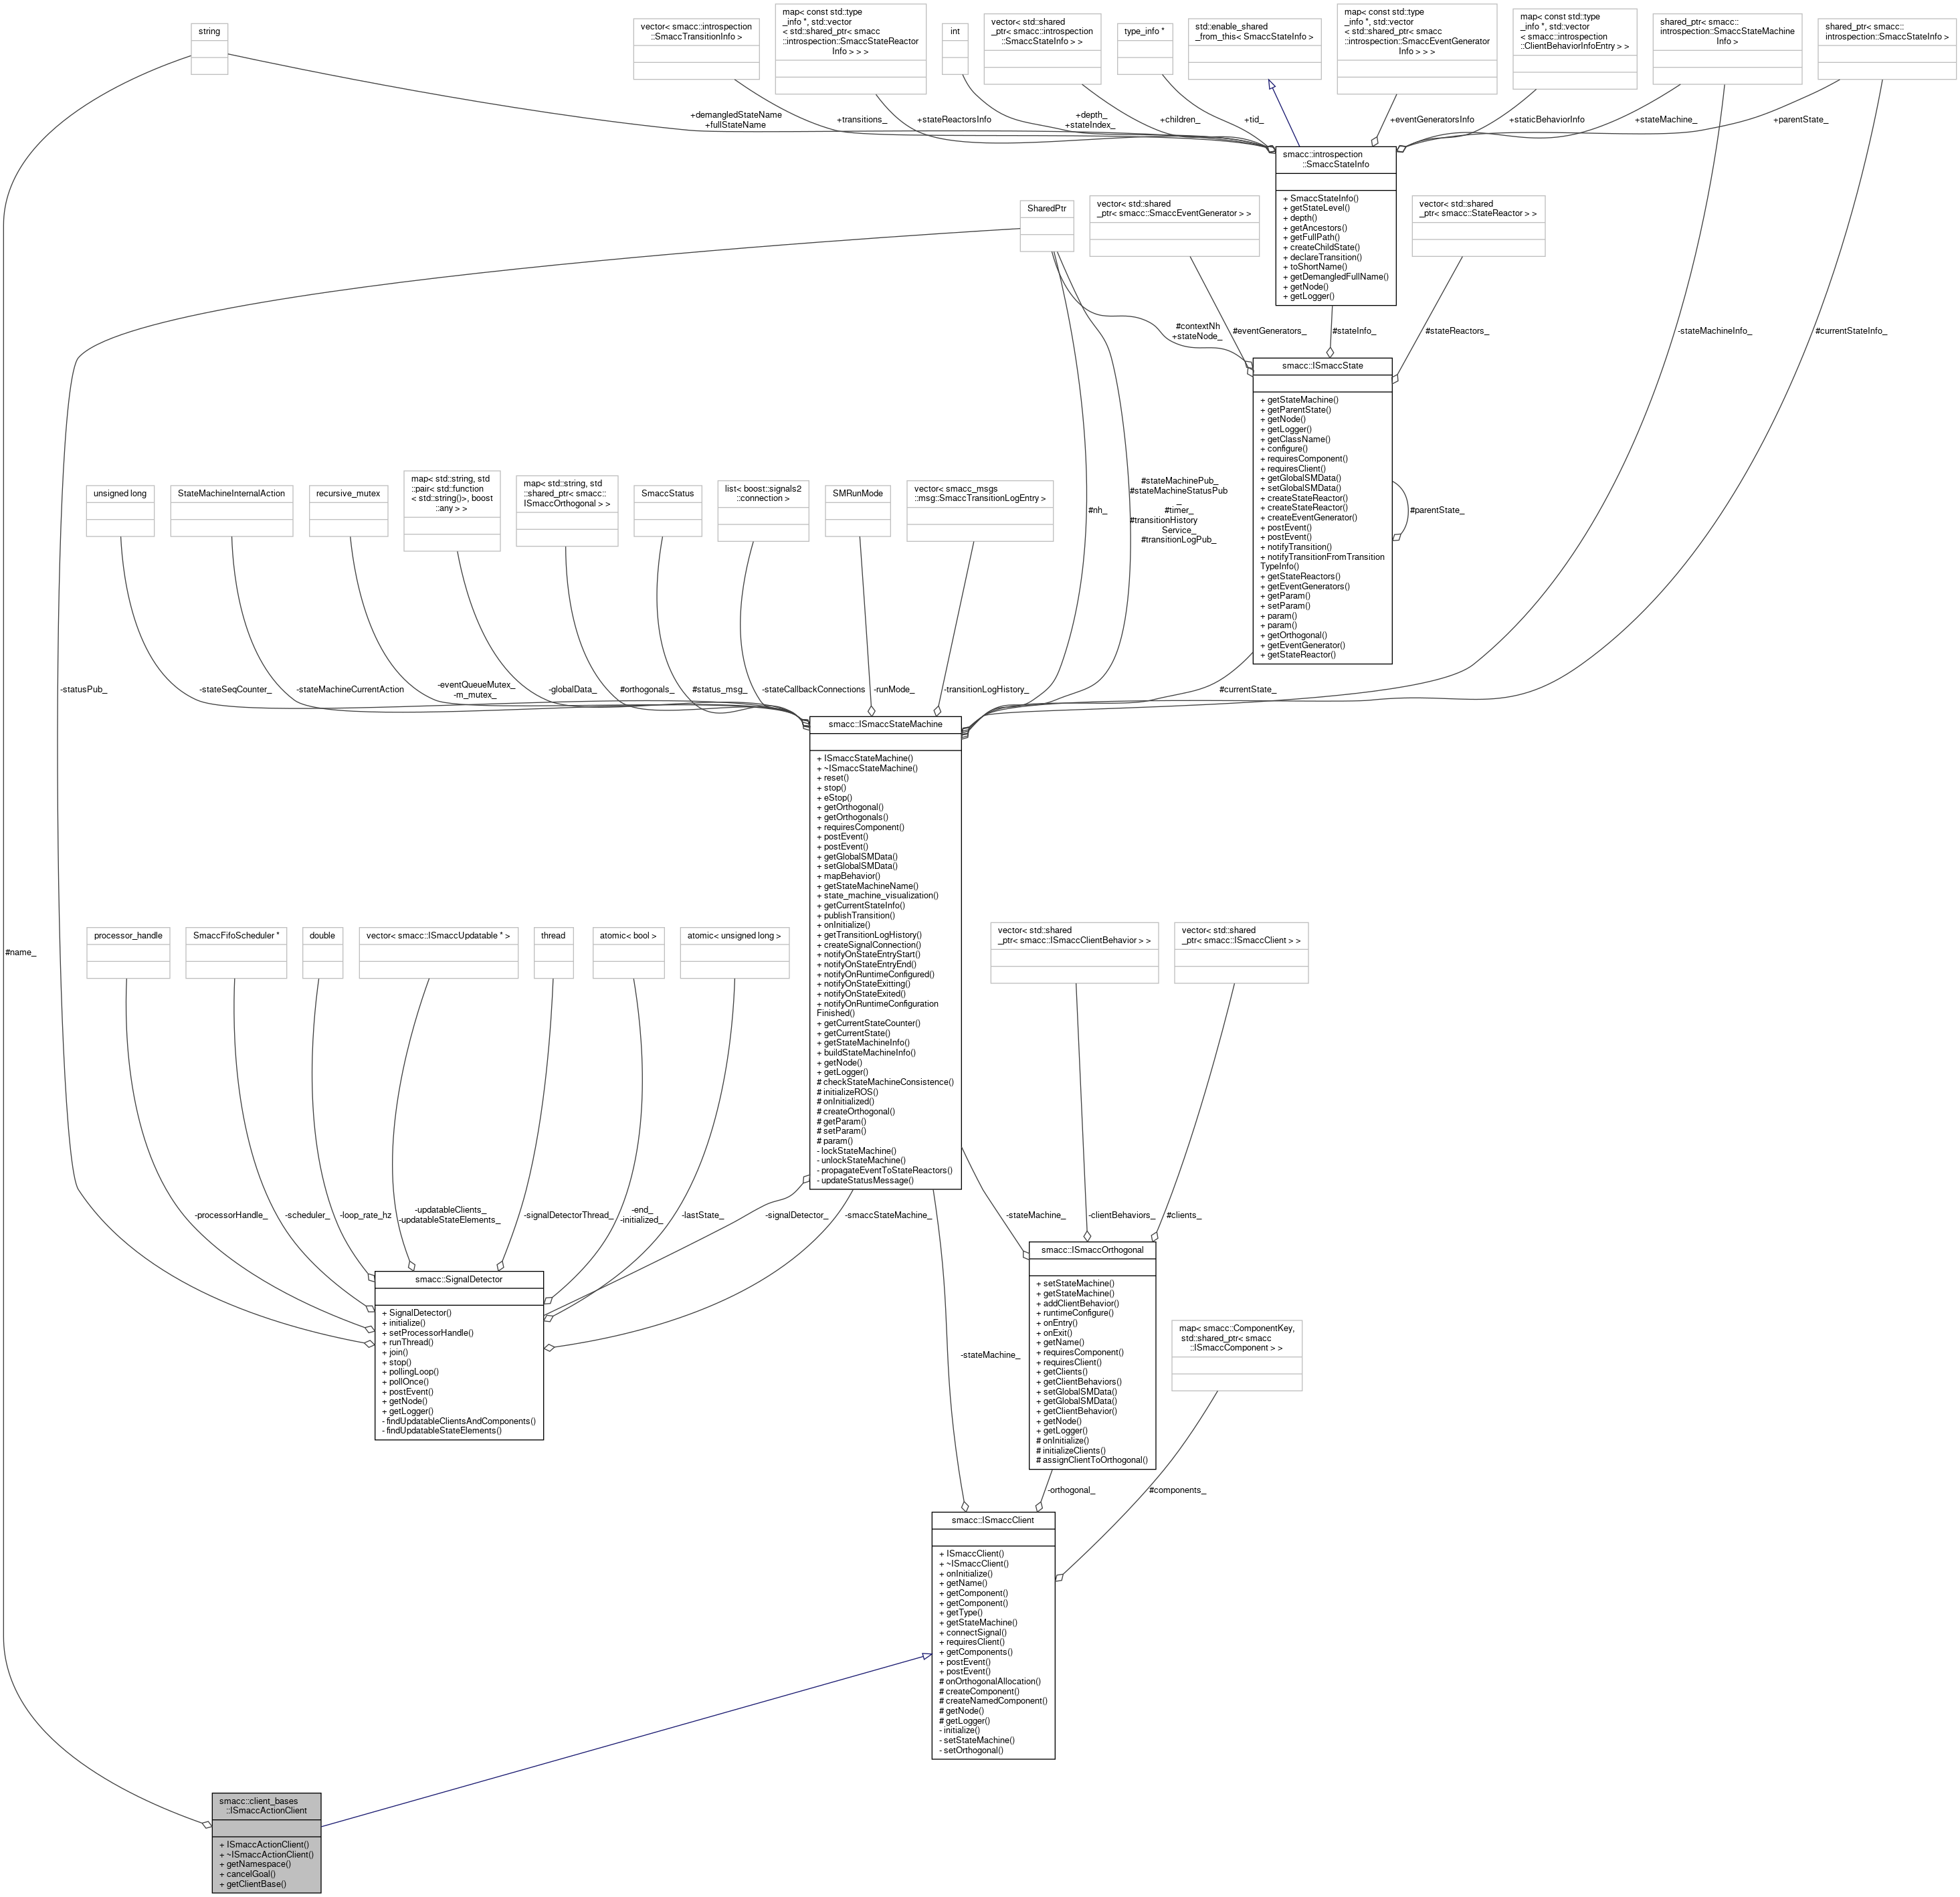 string
vector< smacc::introspection
::SmaccTransitionInfo >
map< const std::type
_info *, std::vector
< std::shared_ptr< smacc
::introspection::SmaccStateReactor
Info > > >
int
vector< std::shared
_ptr< smacc::introspection
::SmaccStateInfo > >
type_info *
std::enable_shared
_from_this< SmaccStateInfo >
map< const std::type
_info *, std::vector
< std::shared_ptr< smacc
::introspection::SmaccEventGenerator
Info > > >
map< const std::type
_info *, std::vector
< smacc::introspection
::ClientBehaviorInfoEntry > >
shared_ptr< smacc::
introspection::SmaccStateMachine
Info >
shared_ptr< smacc::
introspection::SmaccStateInfo >
+demangledStateName
+fullStateName
+transitions_
+stateReactorsInfo
+depth_
+stateIndex_
+children_
+tid_
+eventGeneratorsInfo
+staticBehaviorInfo
+stateMachine_
+parentState_
smacc::introspection
::SmaccStateInfo
+ SmaccStateInfo()
+ getStateLevel()
+ depth()
+ getAncestors()
+ getFullPath()
+ createChildState()
+ declareTransition()
+ toShortName()
+ getDemangledFullName()
+ getNode()
+ getLogger()
SharedPtr
vector< std::shared
_ptr< smacc::SmaccEventGenerator > >
vector< std::shared
_ptr< smacc::StateReactor > >
#contextNh
+stateNode_
#eventGenerators_
#stateInfo_
#stateReactors_
-stateMachineInfo_
#currentStateInfo_
smacc::ISmaccState
+ getStateMachine()
+ getParentState()
+ getNode()
+ getLogger()
+ getClassName()
+ configure()
+ requiresComponent()
+ requiresClient()
+ getGlobalSMData()
+ setGlobalSMData()
+ createStateReactor()
+ createStateReactor()
+ createEventGenerator()
+ postEvent()
+ postEvent()
+ notifyTransition()
+ notifyTransitionFromTransition
TypeInfo()
+ getStateReactors()
+ getEventGenerators()
+ getParam()
+ setParam()
+ param()
+ param()
+ getOrthogonal()
+ getEventGenerator()
+ getStateReactor()
#parentState_
unsigned long
StateMachineInternalAction
recursive_mutex
map< std::string, std
::pair< std::function
< std::string()>, boost
::any > >
map< std::string, std
::shared_ptr< smacc::
ISmaccOrthogonal > >
SmaccStatus
list< boost::signals2
::connection >
SMRunMode
vector< smacc_msgs
::msg::SmaccTransitionLogEntry >
#nh_
#stateMachinePub_
#stateMachineStatusPub
_
#timer_
#transitionHistory
Service_
#transitionLogPub_
-statusPub_
-stateSeqCounter_
-stateMachineCurrentAction
-eventQueueMutex_
-m_mutex_
-globalData_
#orthogonals_
#status_msg_
-stateCallbackConnections
-runMode_
-transitionLogHistory_
#currentState_
smacc::ISmaccStateMachine
+ ISmaccStateMachine()
+ ~ISmaccStateMachine()
+ reset()
+ stop()
+ eStop()
+ getOrthogonal()
+ getOrthogonals()
+ requiresComponent()
+ postEvent()
+ postEvent()
+ getGlobalSMData()
+ setGlobalSMData()
+ mapBehavior()
+ getStateMachineName()
+ state_machine_visualization()
+ getCurrentStateInfo()
+ publishTransition()
+ onInitialize()
+ getTransitionLogHistory()
+ createSignalConnection()
+ notifyOnStateEntryStart()
+ notifyOnStateEntryEnd()
+ notifyOnRuntimeConfigured()
+ notifyOnStateExitting()
+ notifyOnStateExited()
+ notifyOnRuntimeConfiguration
Finished()
+ getCurrentStateCounter()
+ getCurrentState()
+ getStateMachineInfo()
+ buildStateMachineInfo()
+ getNode()
+ getLogger()
# checkStateMachineConsistence()
# initializeROS()
# onInitialized()
# createOrthogonal()
# getParam()
# setParam()
# param()
- lockStateMachine()
- unlockStateMachine()
- propagateEventToStateReactors()
- updateStatusMessage()
#name_
processor_handle
SmaccFifoScheduler *
double
vector< smacc::ISmaccUpdatable * >
thread
atomic< bool >
atomic< unsigned long >
vector< std::shared
_ptr< smacc::ISmaccClientBehavior > >
vector< std::shared
_ptr< smacc::ISmaccClient > >
-processorHandle_
-scheduler_
-loop_rate_hz
-updatableClients_
-updatableStateElements_
-signalDetectorThread_
-end_
-initialized_
-lastState_
-signalDetector_
-smaccStateMachine_
-stateMachine_
-clientBehaviors_
#clients_
smacc::SignalDetector
+ SignalDetector()
+ initialize()
+ setProcessorHandle()
+ runThread()
+ join()
+ stop()
+ pollingLoop()
+ pollOnce()
+ postEvent()
+ getNode()
+ getLogger()
- findUpdatableClientsAndComponents()
- findUpdatableStateElements()
smacc::ISmaccOrthogonal
+ setStateMachine()
+ getStateMachine()
+ addClientBehavior()
+ runtimeConfigure()
+ onEntry()
+ onExit()
+ getName()
+ requiresComponent()
+ requiresClient()
+ getClients()
+ getClientBehaviors()
+ setGlobalSMData()
+ getGlobalSMData()
+ getClientBehavior()
+ getNode()
+ getLogger()
# onInitialize()
# initializeClients()
# assignClientToOrthogonal()
map< smacc::ComponentKey,
std::shared_ptr< smacc
::ISmaccComponent > >
-stateMachine_
-orthogonal_
#components_
smacc::ISmaccClient
+ ISmaccClient()
+ ~ISmaccClient()
+ onInitialize()
+ getName()
+ getComponent()
+ getComponent()
+ getType()
+ getStateMachine()
+ connectSignal()
+ requiresClient()
+ getComponents()
+ postEvent()
+ postEvent()
# onOrthogonalAllocation()
# createComponent()
# createNamedComponent()
# getNode()
# getLogger()
- initialize()
- setStateMachine()
- setOrthogonal()
smacc::client_bases
::ISmaccActionClient
+ ISmaccActionClient()
+ ~ISmaccActionClient()
+ getNamespace()
+ cancelGoal()
+ getClientBase()